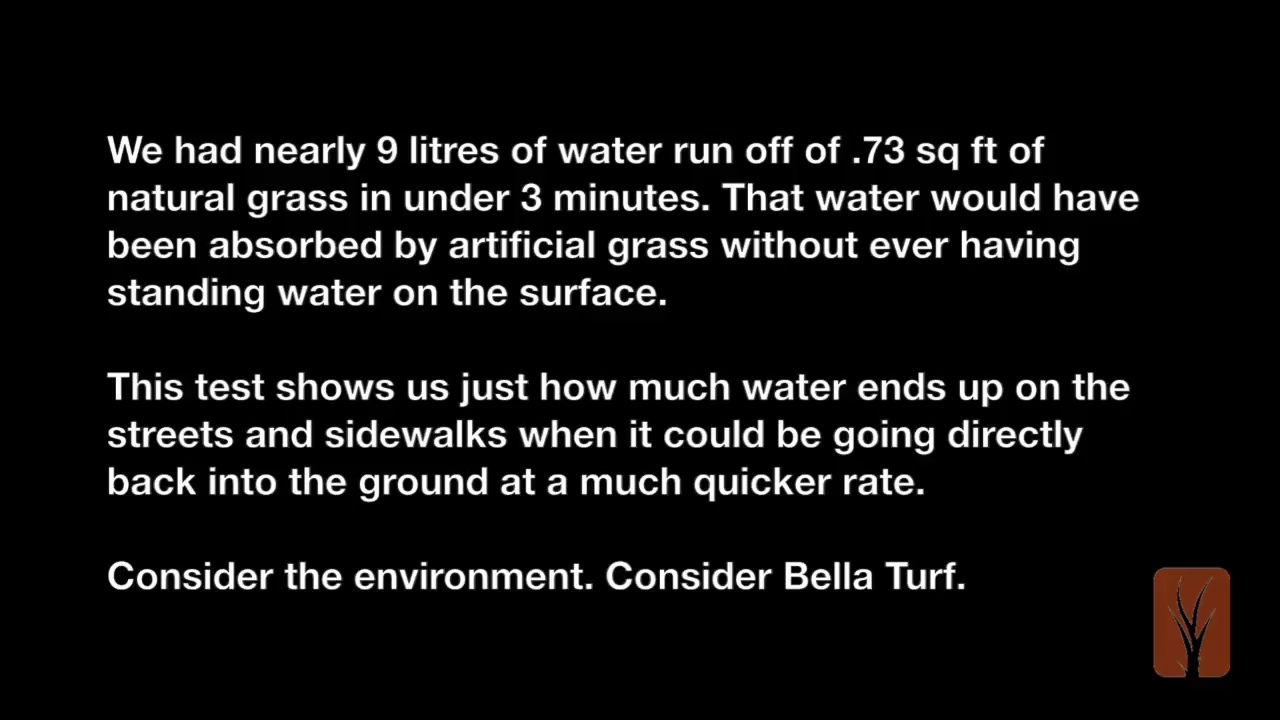 We had nearly 9 litres of water run off of .73 sq ft of
natural grass in under 3 minutes. That water would have
been absorbed by artificial grass without ever having
standing water on the surface.
This test shows us just how much water ends up on the
streets and sidewalks when it could be going directly
back into the ground at a much quicker rate.
Consider the environment. Consider Bella Turf.